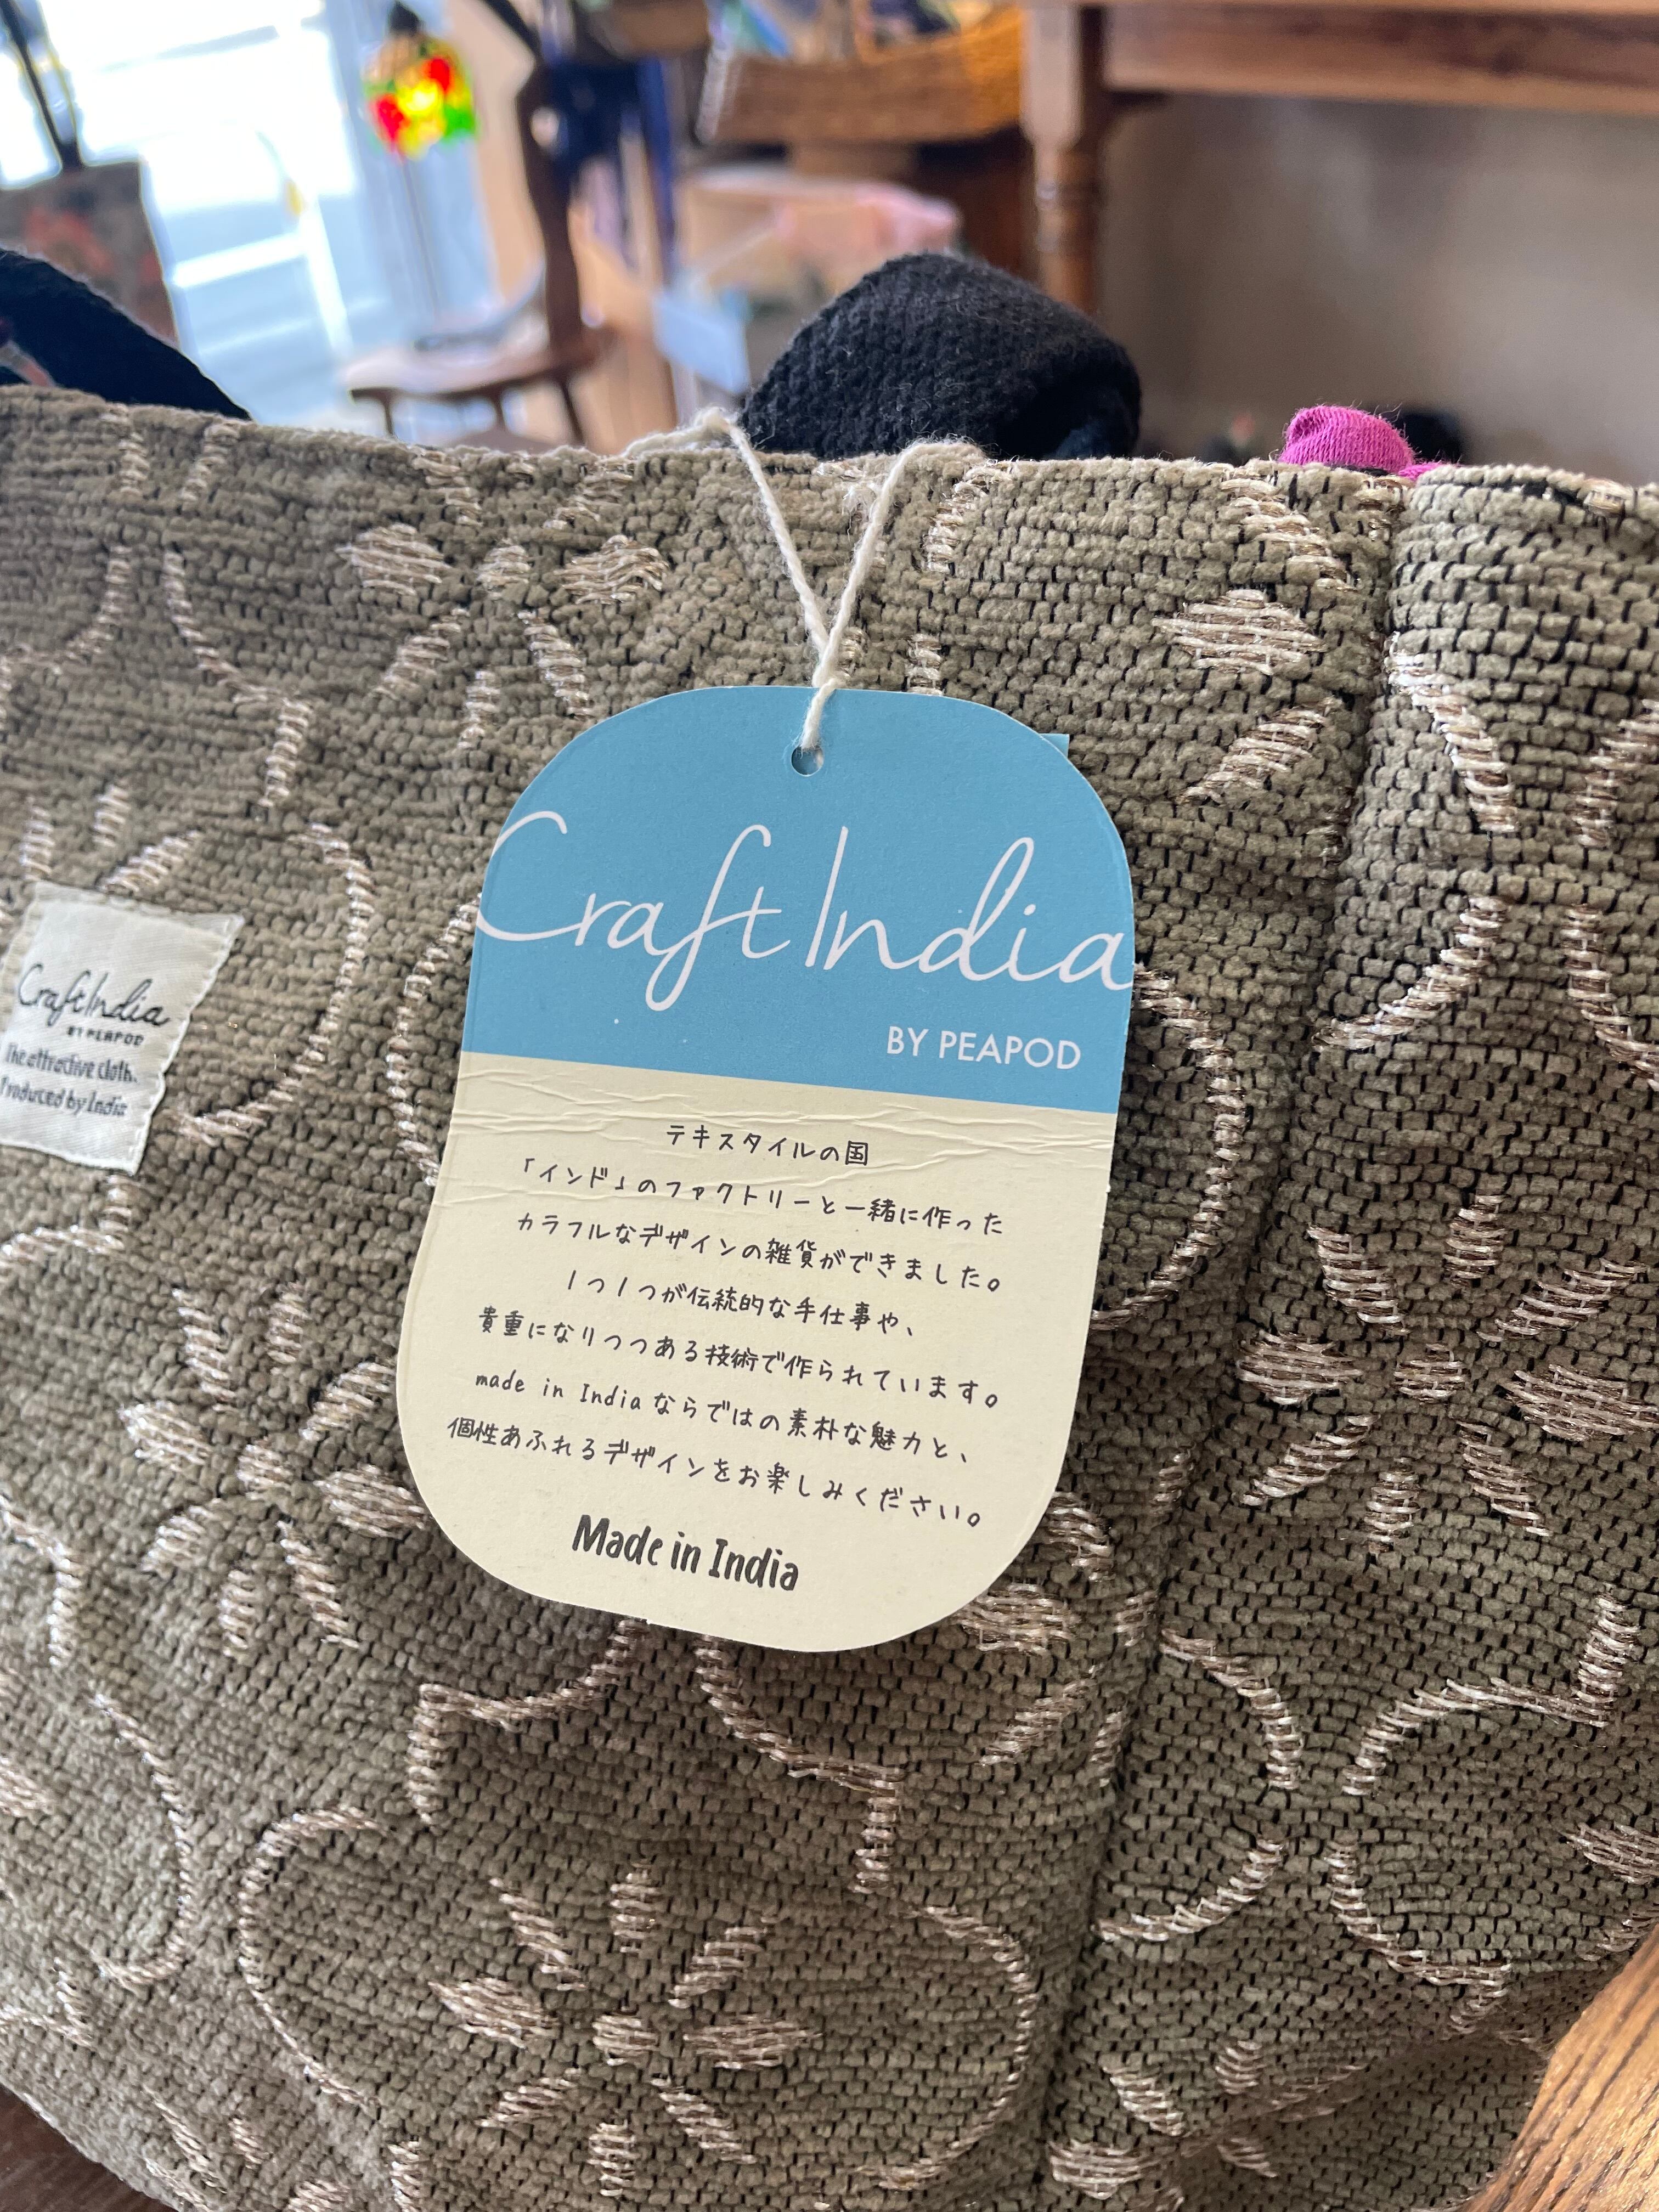 Craft India
BY PEAPOD
テキスタイルの国
「インド」のファクトリーと一緒に作った
カラフルなデザインの雑貨ができました。
1つ1つが伝統的な手仕事や、
貴重になりつつある技術で作られています。
made in Indiaならではの素朴な魅力と、
個性あふれるデザインをお楽しみください。
Made in India
Craft India
BY PEAPOD
The attractive cloth.
Produced by India